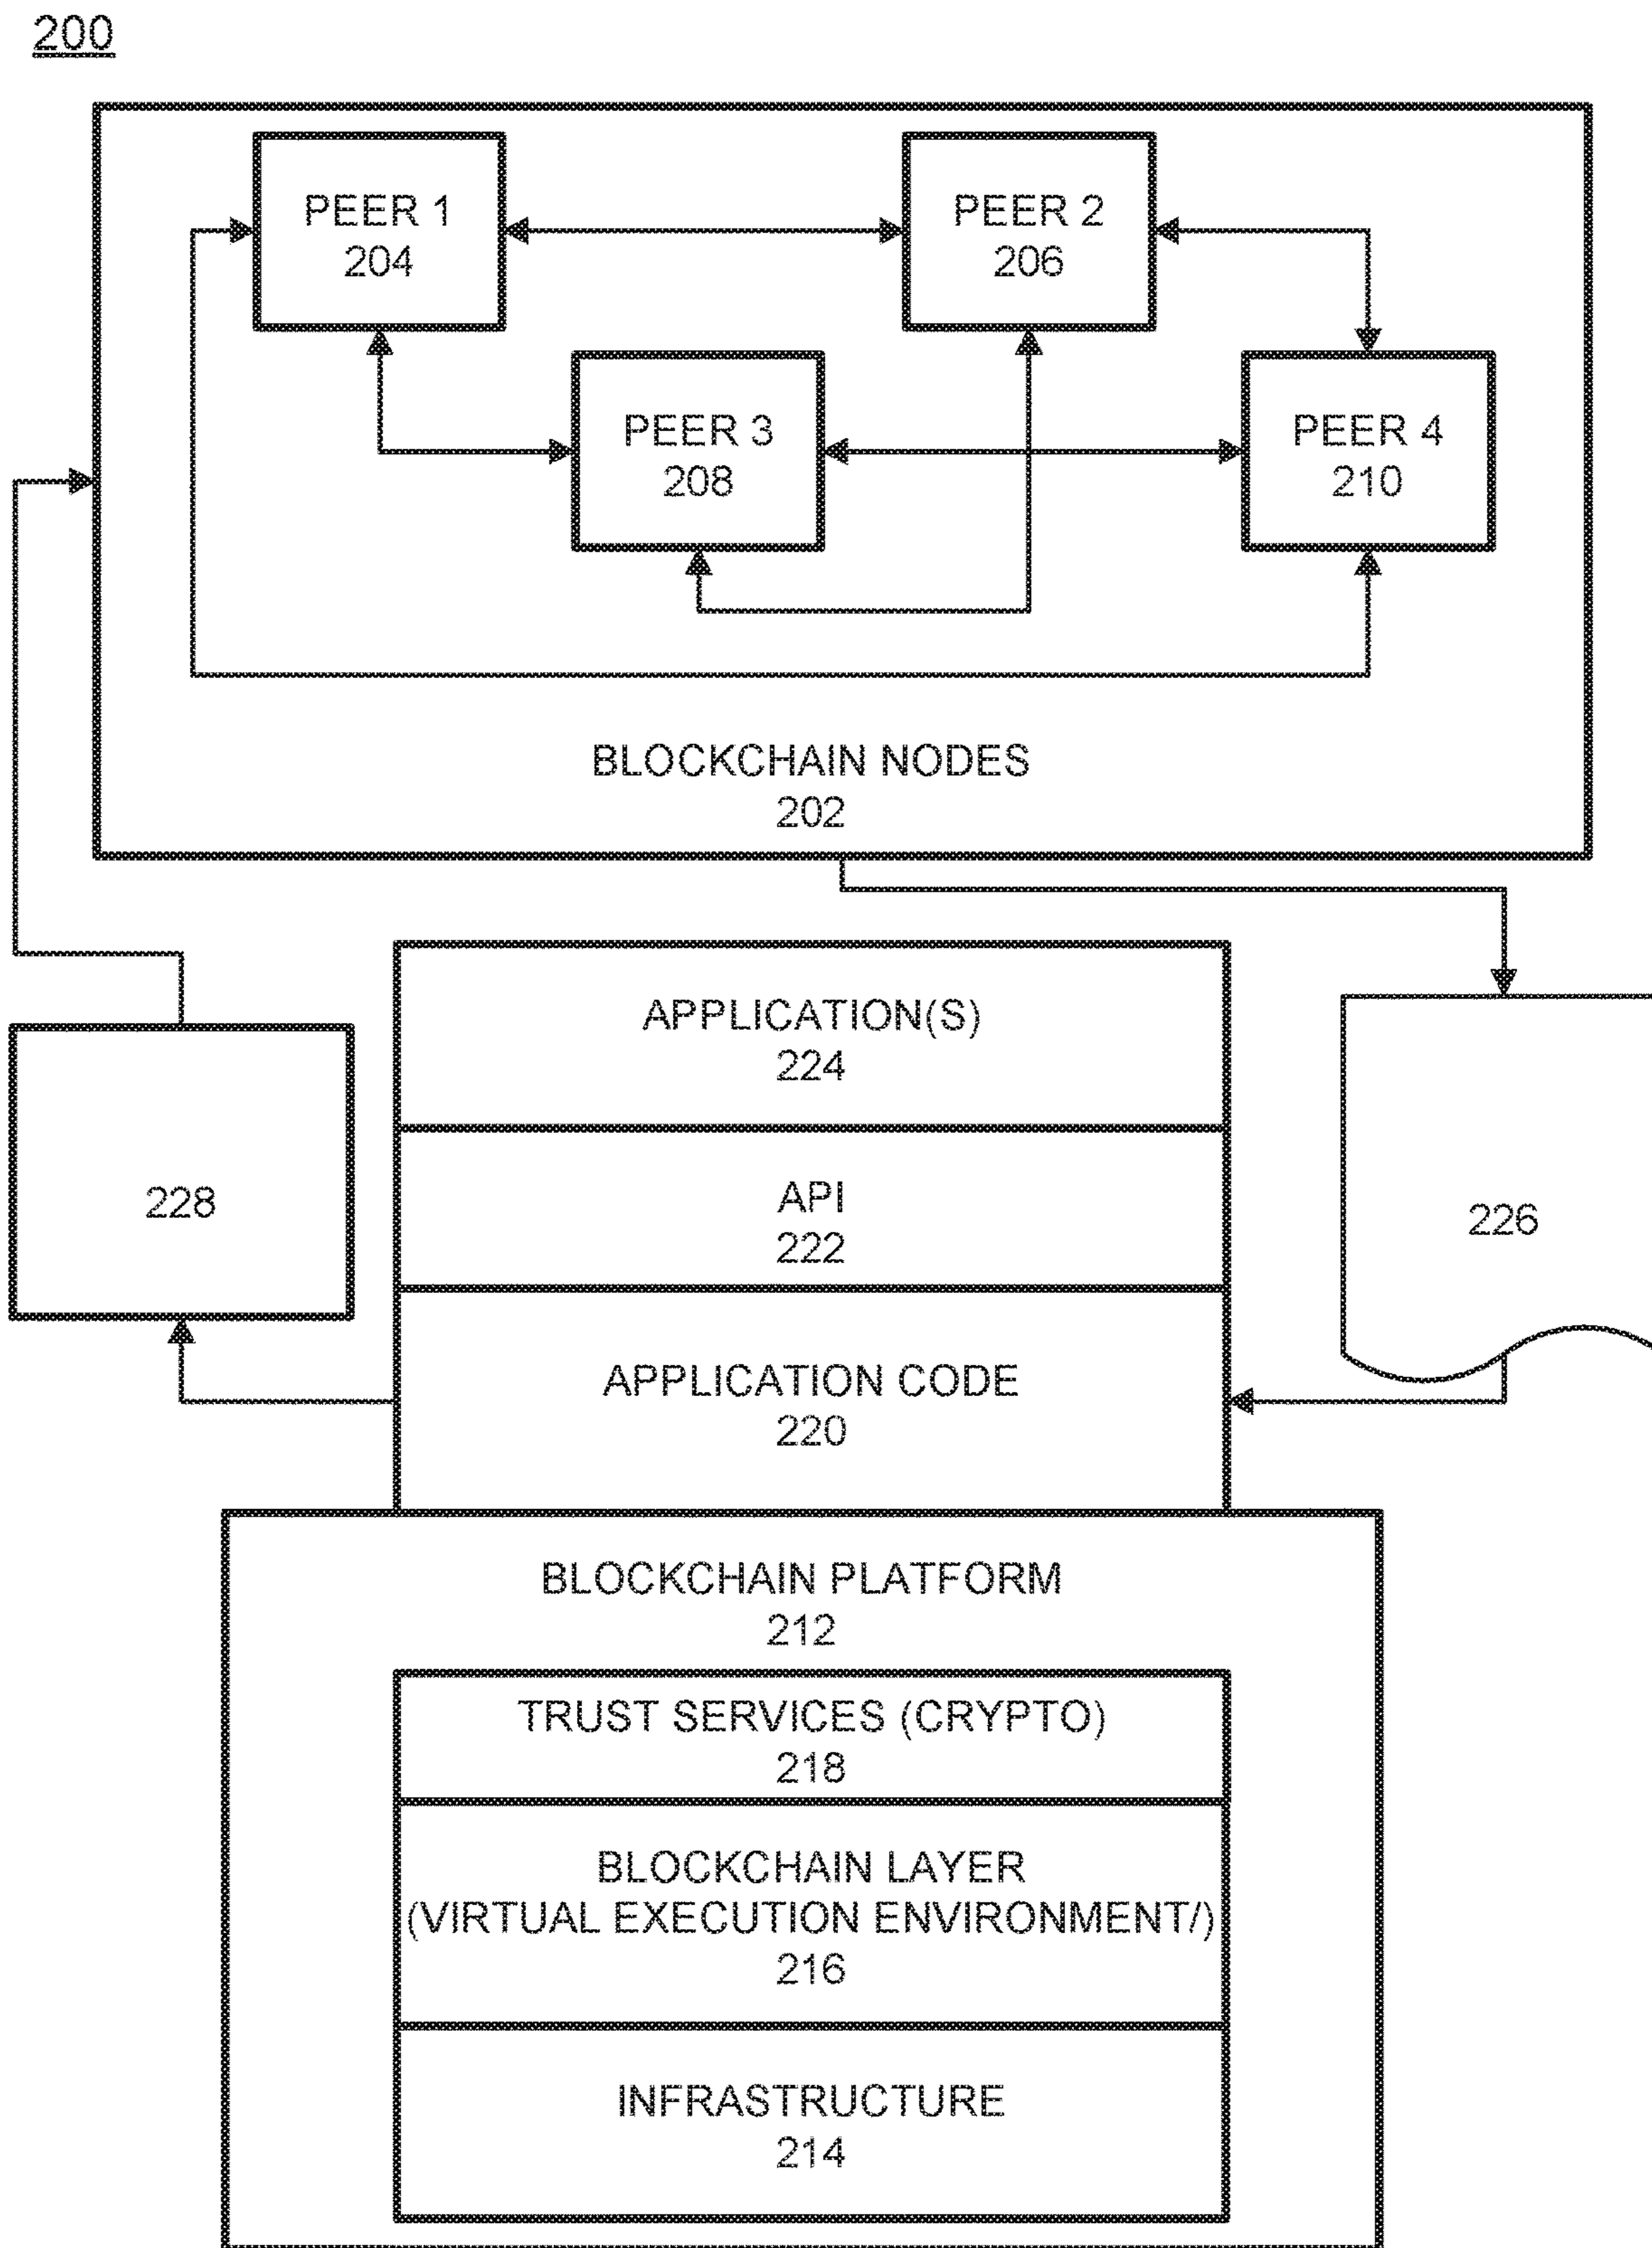 200
PEER 1
204
PEER 2
206
PEER 3
208
PEER 4
210
BLOCKCHAIN NODES
202
APPLICATION(S)
224
API
222
228
226
APPLICATION CODE
220
BLOCKCHAIN PLATFORM
212
TRUST SERVICES (CRYPTO)
218
BLOCKCHAIN LAYER
(VIRTUAL EXECUTION ENVIRONMENT/)
216
INFRASTRUCTURE
214